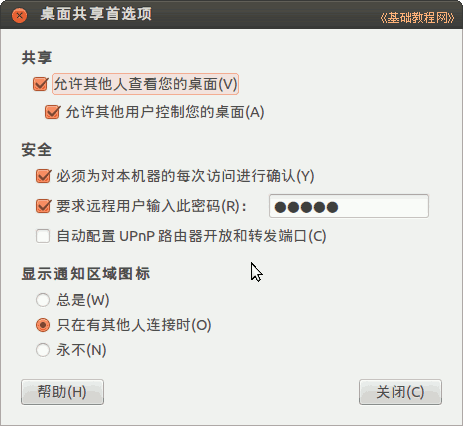 桌面共享首选项
《基础教程网》
共享
允许其他人查看您的桌面(V)
允许其他用户控制您的桌面(A)
安全
必须为对本机器的每次访问进行确认(Y)
要求远程用户输入此密码(R)： ●●●●●
自动配置 UPnP 路由器开放和转发端口(C)
显示通知区域图标
总是(W)
只在有其他人连接时(O)
永不(N)
帮助(H)
关闭(C)